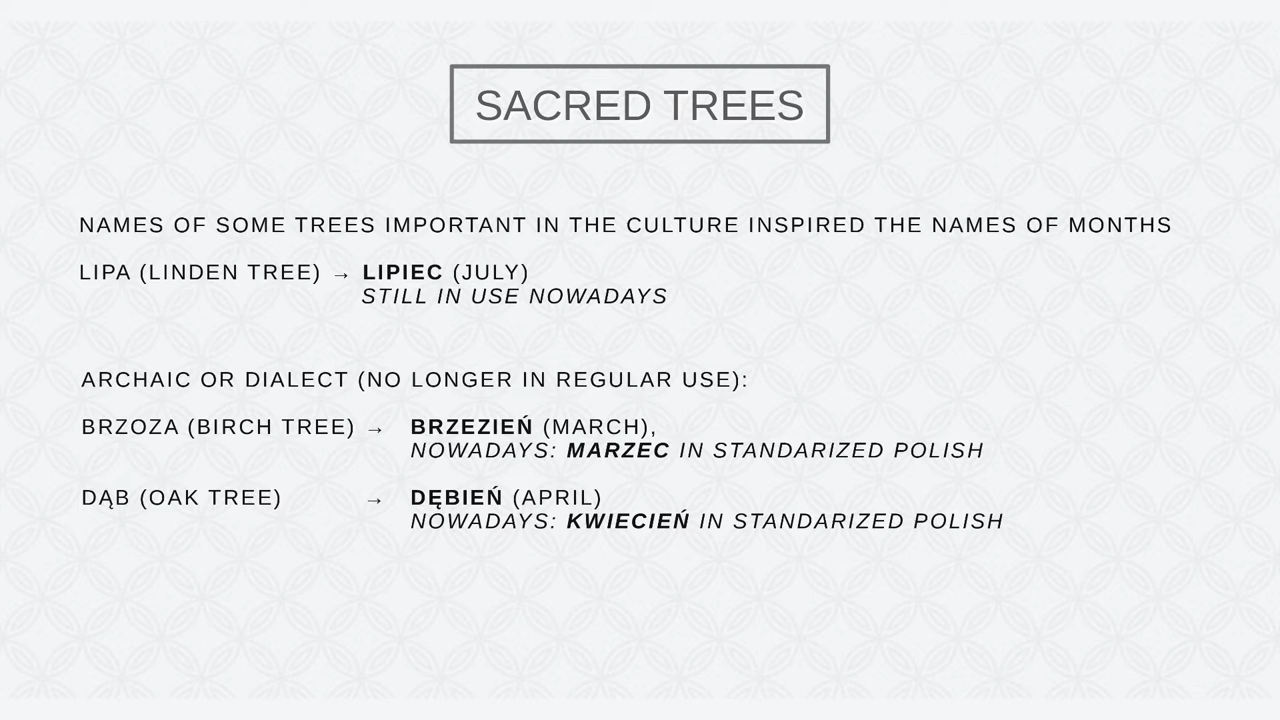 SACRED TREES
NAMES OF SOME TREES IMPORTANT IN THE CULTURE INSPIRED THE NAMES OF MONTHS
LIPA (LINDEN TREE) → LIPIEC (JULY)
STILL IN USE NOWADAYS
ARCHAIC OR DIALECT (NO LONGER IN REGULAR USE):
BRZOZA (BIRCH TREE) → BRZEZIEŃ (MARCH),
NOWADAYS: MARZEC IN STANDARIZED POLISH
DĄB (OAK TREE) → DĘBIEŃ (APRIL)
NOWADAYS: KWIECIEŃ IN STANDARIZED POLISH